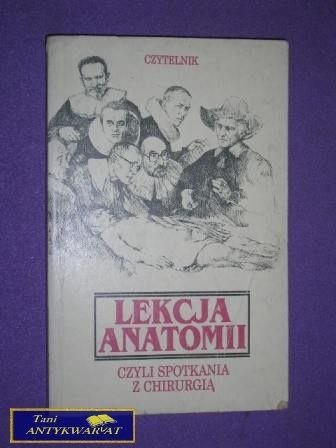 CZYTELNIK
LEKCJA
ANATOMII
CZYLI SPOTKANIA
Z CHIRURGIĄ
Tani
ANTYKWARIAT